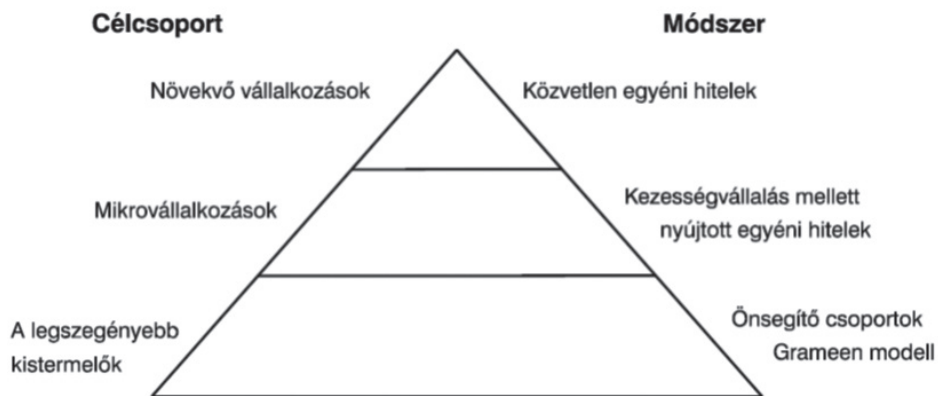 Célcsoport
Módszer
Növekvő vállalkozások
Közvetlen egyéni hitelek
Mikrovállalkozások
Kezességvállalás mellett
nyújtott egyéni hitelek
A legszegényebb
kistermelők
Önsegítő csoportok
Grameen modell